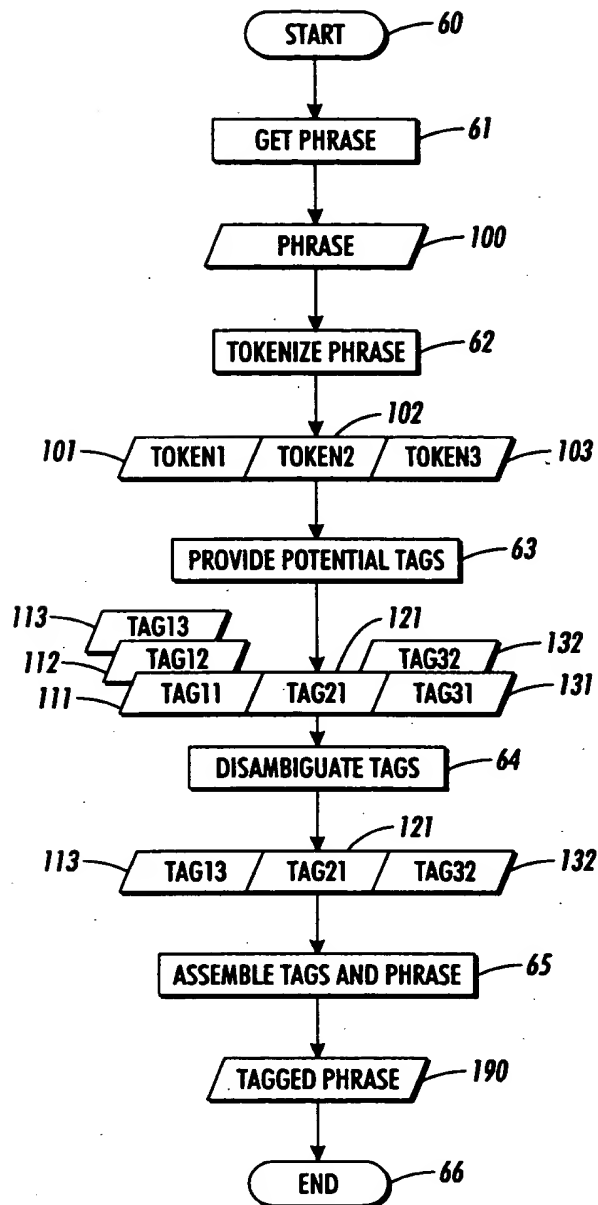 START 60
GET PHRASE 61
PHRASE 100
TOKENIZE PHRASE 62
102
101 TOKEN1 TOKEN2 TOKEN3 103
PROVIDE POTENTIAL TAGS 63
113 TAG13 121
112 TAG12 TAG32 132
111 TAG11 TAG21 TAG31 131
DISAMBIGUATE TAGS 64
121
113 TAG13 TAG21 TAG32 132
ASSEMBLE TAGS AND PHRASE 65
TAGGED PHRASE 190
END 66